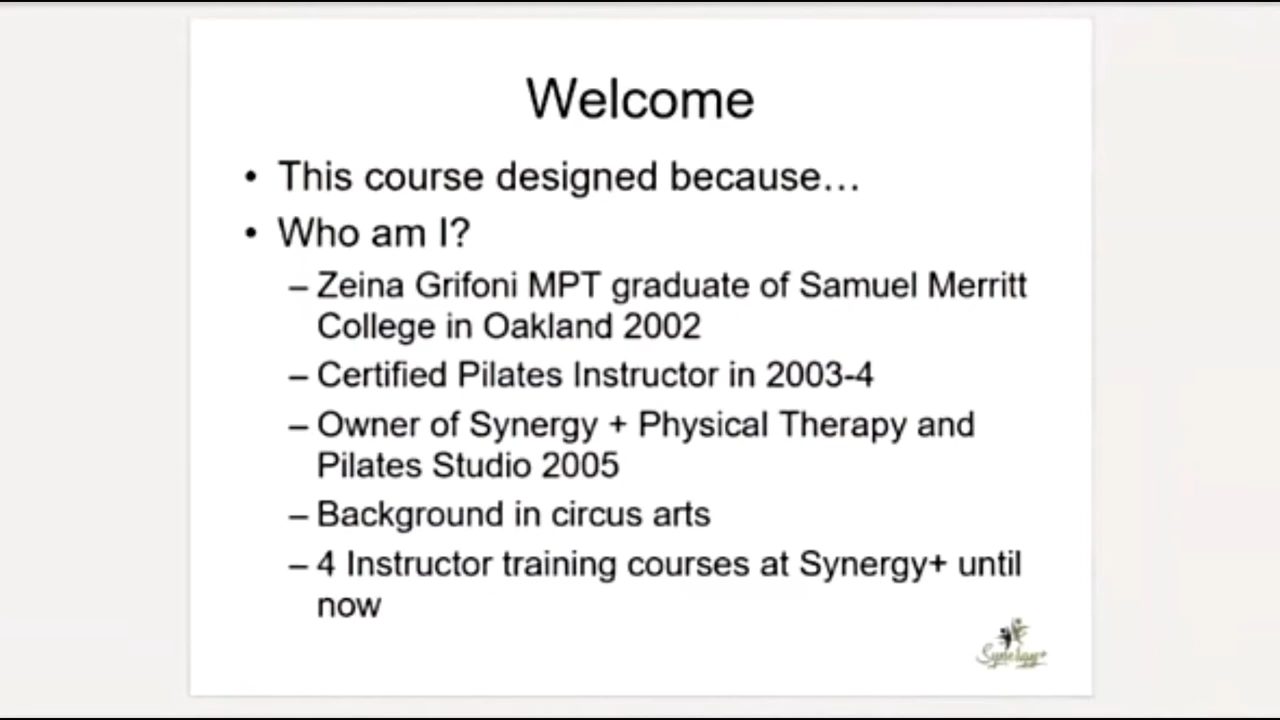 Welcome
• This course designed because…
• Who am I?
– Zeina Grifoni MPT graduate of Samuel Merritt
College in Oakland 2002
– Certified Pilates Instructor in 2003-4
– Owner of Synergy + Physical Therapy and
Pilates Studio 2005
– Background in circus arts
– 4 Instructor training courses at Synergy+ until
now
Synergy+